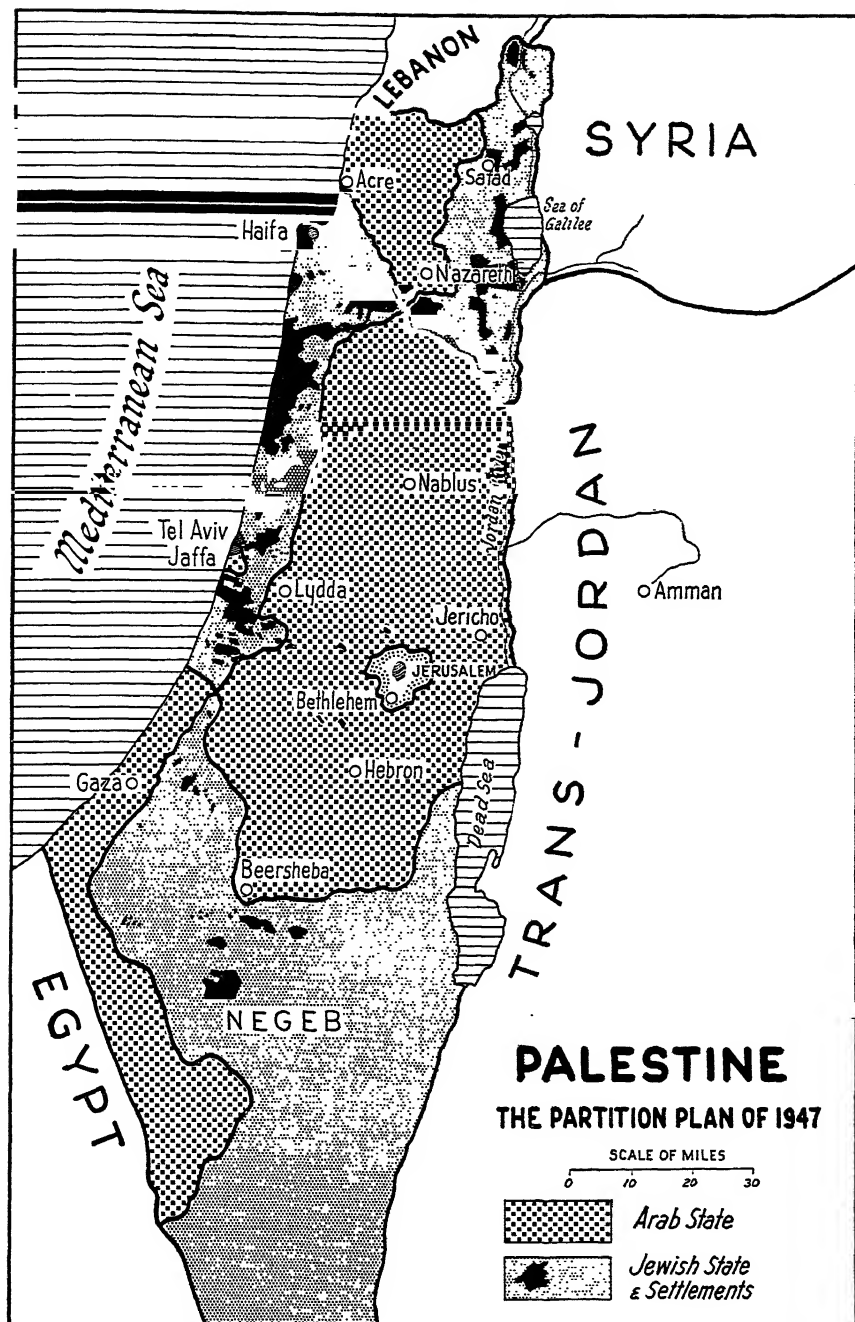 LEBANON
SYRIA
Acre
Safad
Sea of
Galilee
Haifa
Nazareth
Mediterranean Sea
Nablus
Jordan River
TRANS-JORDAN
Tel Aviv
Jaffa
Lydda
Amman
Jericho
JERUSALEM
Bethlehem
Hebron
Gaza
Dead Sea
Beersheba
EGYPT
NEGEB
PALESTINE
THE PARTITION PLAN OF 1947
SCALE OF MILES
0 10 20 30
Arab State
Jewish State
& Settlements